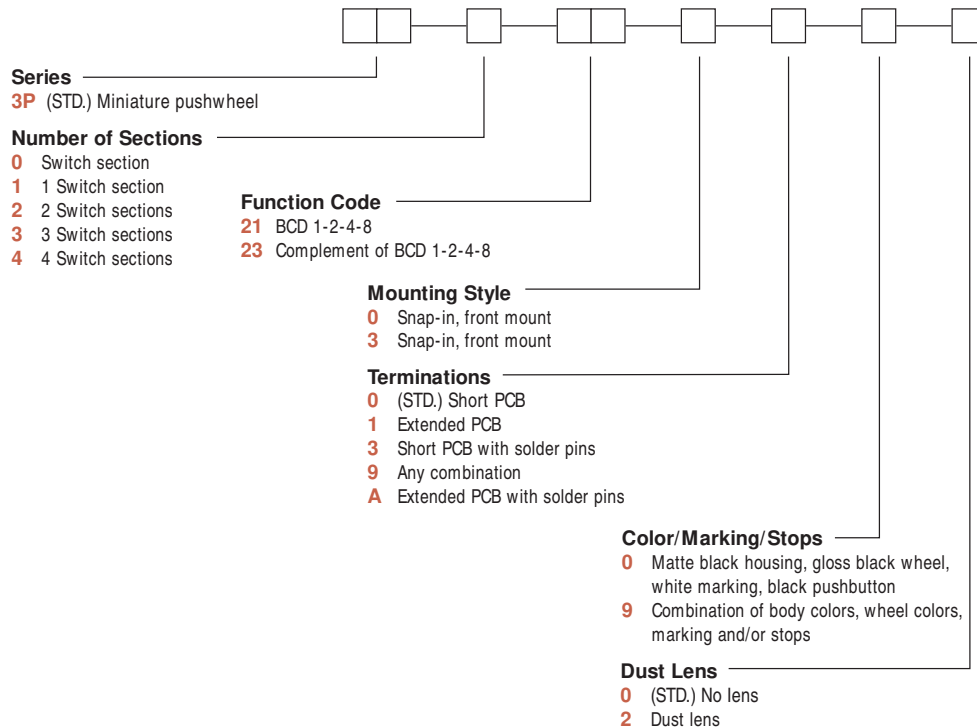 Series
3P (STD.) Miniature pushwheel
Number of Sections
0 Switch section
1 1 Switch section
2 2 Switch sections
3 3 Switch sections
4 4 Switch sections
Function Code
21 BCD 1-2-4-8
23 Complement of BCD 1-2-4-8
Mounting Style
0 Snap-in, front mount
3 Snap-in, front mount
Terminations
0 (STD.) Short PCB
1 Extended PCB
3 Short PCB with solder pins
9 Any combination
A Extended PCB with solder pins
Color/Marking/Stops
0 Matte black housing, gloss black wheel,
white marking, black pushbutton
9 Combination of body colors, wheel colors,
marking and/or stops
Dust Lens
0 (STD.) No lens
2 Dust lens